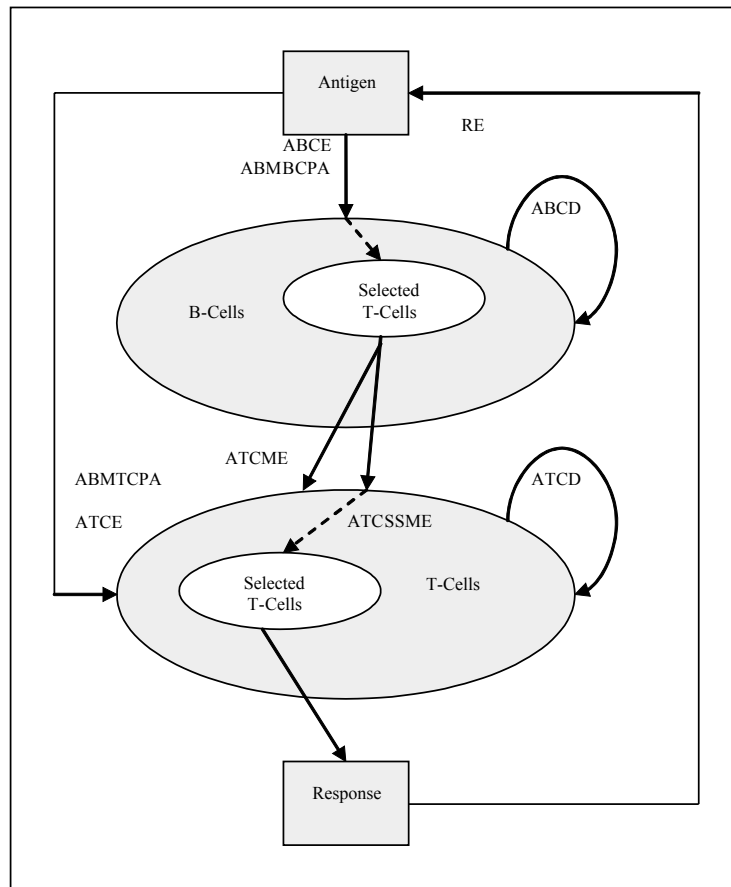 Antigen
RE
ABCE
ABMBCPA
ABCD
Selected
T-Cells
B-Cells
ATCME
ABMTCPA
ATCD
ATCE
ATCSSME
Selected
T-Cells
T-Cells
Response